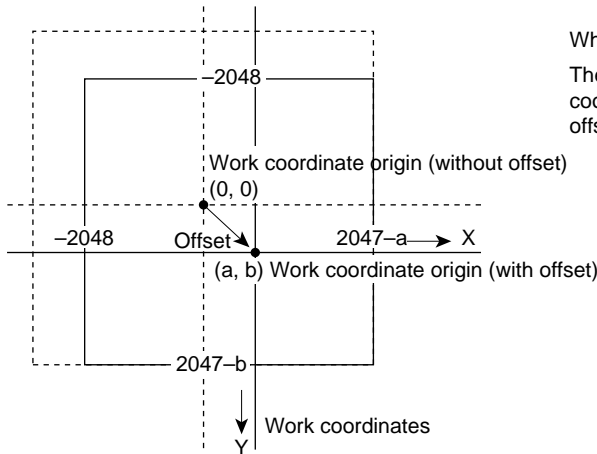 Wh
The
coo
offs
–2048
Work coordinate origin (without offset)
(0, 0)
–2048
Offset
2047–a
X
(a, b) Work coordinate origin (with offset)
2047–b
Work coordinates
Y